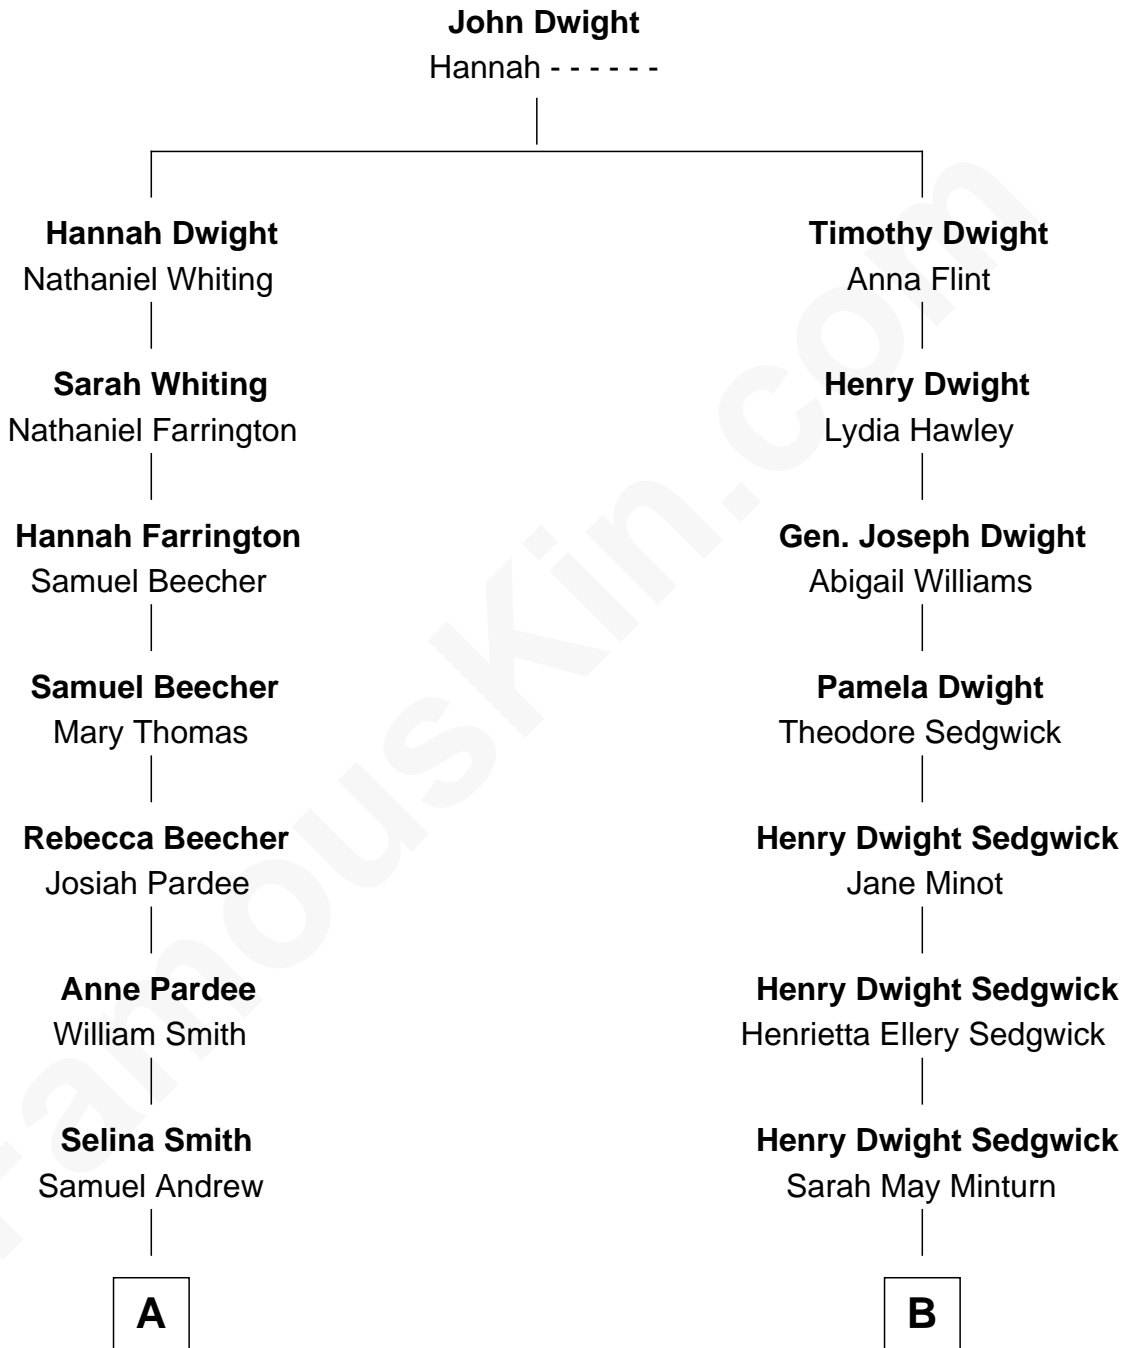 John Dwight
Hannah - - - - - -
Hannah Dwight
Nathaniel Whiting
Timothy Dwight
Anna Flint
Sarah Whiting
Nathaniel Farrington
Henry Dwight
Lydia Hawley
Hannah Farrington
Samuel Beecher
Gen. Joseph Dwight
Abigail Williams
Samuel Beecher
Mary Thomas
Pamela Dwight
Theodore Sedgwick
Rebecca Beecher
Josiah Pardee
Henry Dwight Sedgwick
Jane Minot
Anne Pardee
William Smith
Henry Dwight Sedgwick
Henrietta Ellery Sedgwick
Selina Smith
Samuel Andrew
Henry Dwight Sedgwick
Sarah May Minturn
A
B
FamousKin.com